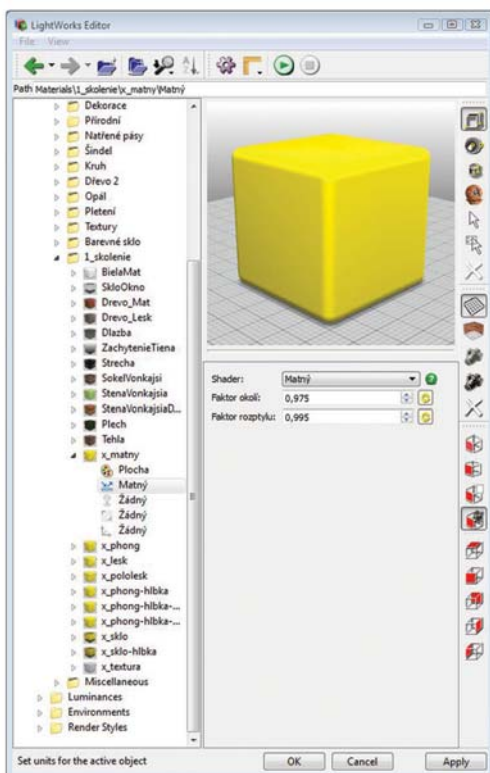 LightWorks Editor
File View
Path Materials\1_skolenie\x_matny\Matný
Dekorace
Přírodní
Natřené pásy
Šindel
Kruh
Dřevo 2
Opál
Pletení
Textury
Barevné sklo
1_skolenie
BielaMat
SkloOkno
Drevo_Mat
Drevo_Lesk
Dlazba
ZachytenieTiena
Strecha
SokelVonkajsi
StenaVonkajsia
StenaVonkajsiaD...
Plech
Tehla
x_matny
Plocha
Matný
Žádný
Žádný
Žádný
x_phong
x_lesk
x_pololesk
x_phong-hlbka
x_phong-hlbka-...
x_phong-hlbka-...
x_sklo
x_sklo-hlbka
x_textura
Miscellaneous
Luminances
Environments
Render Styles
Shader: Matný
Faktor okolí: 0,975
Faktor rozptylu: 0,995
Set units for the active object
OK Cancel Apply